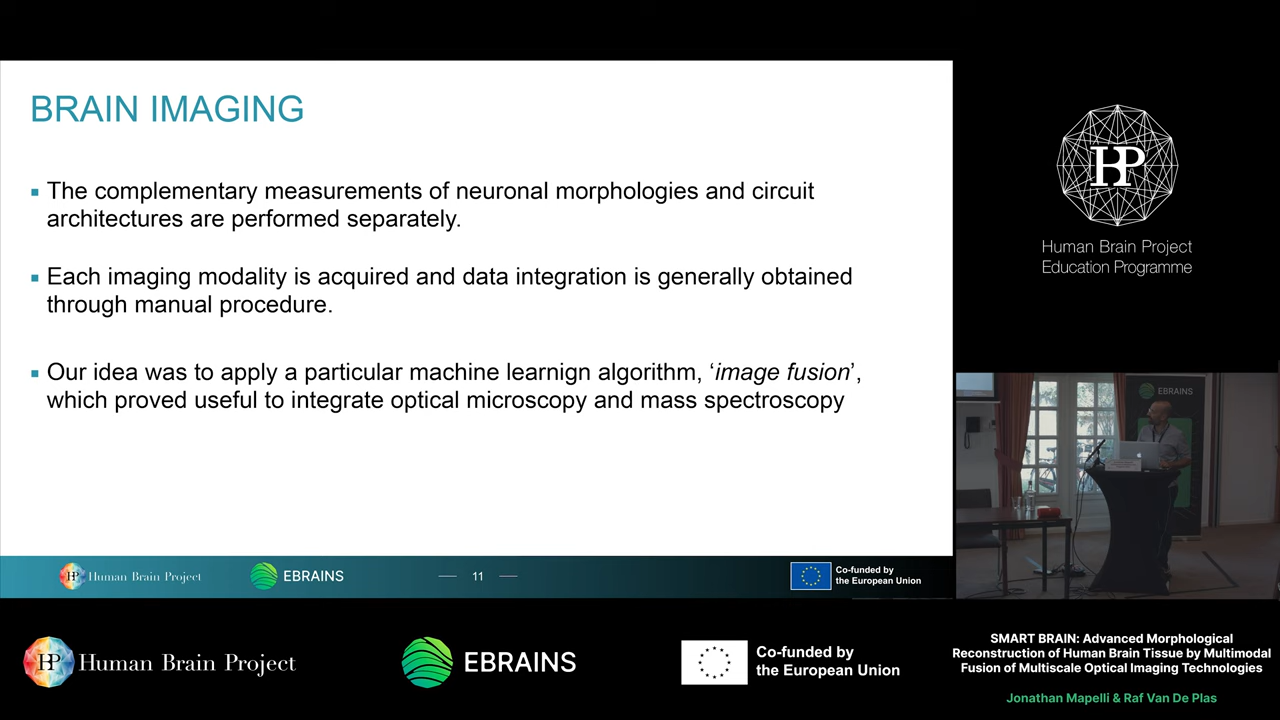 BRAIN IMAGING
▪ The complementary measurements of neuronal morphologies and circuit
architectures are performed separately.
▪ Each imaging modality is acquired and data integration is generally obtained
through manual procedure.
▪ Our idea was to apply a particular machine learnign algorithm, ‘image fusion’,
which proved useful to integrate optical microscopy and mass spectroscopy
HP Human Brain Project
EBRAINS
11
Co-funded by
the European Union
HP
Human Brain Project
Education Programme
EBRAINS
HP Human Brain Project
EBRAINS
Co-funded by
the European Union
SMART BRAIN: Advanced Morphological
Reconstruction of Human Brain Tissue by Multimodal
Fusion of Multiscale Optical Imaging Technologies
Jonathan Mapelli & Raf Van De Plas